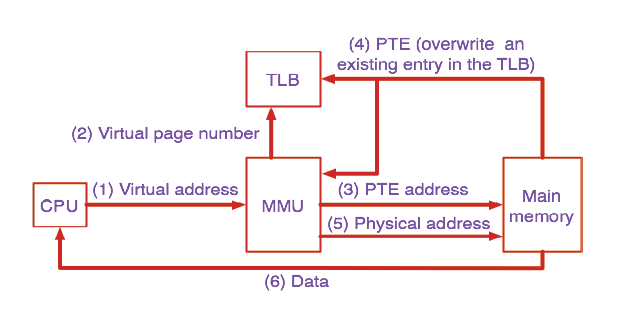 (4) PTE (overwrite an
existing entry in the TLB)
TLB
(2) Virtual page number
(1) Virtual address
(3) PTE address
CPU
MMU
Main
memory
(5) Physical address
(6) Data